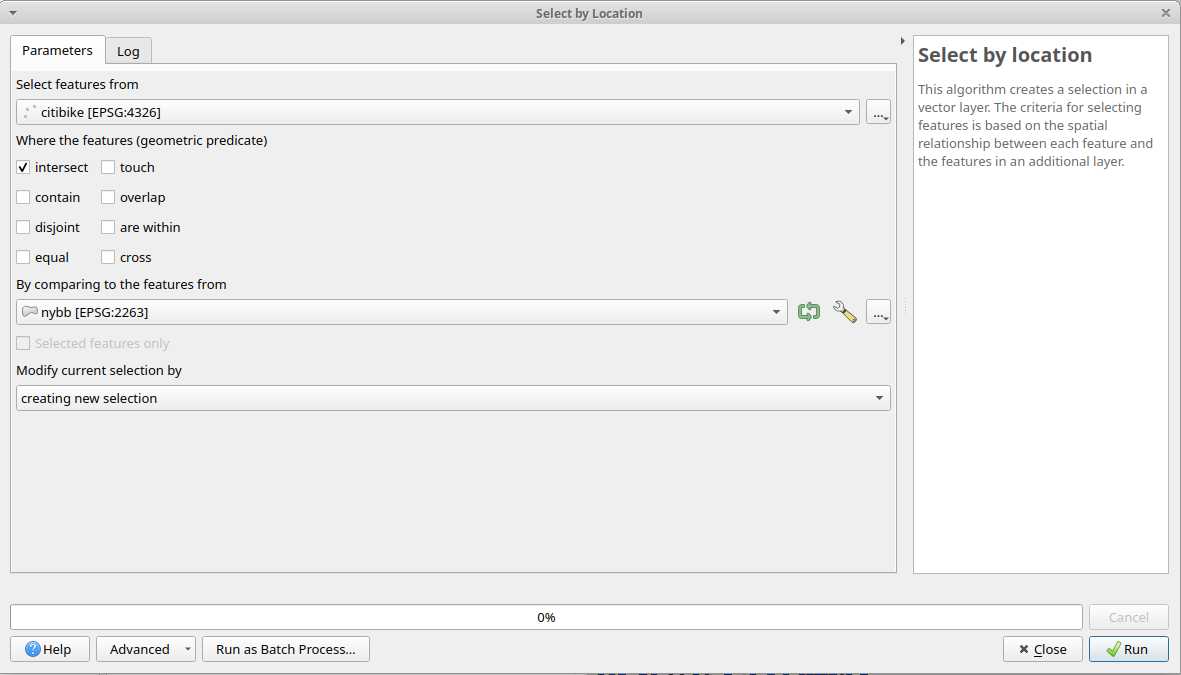 Select by Location
Parameters
Log
Select features from
citibike [EPSG:4326]
...
Where the features (geometric predicate)
intersect touch
contain overlap
disjoint are within
equal cross
By comparing to the features from
nybb [EPSG:2263]
...
Selected features only
Modify current selection by
creating new selection
Select by location
This algorithm creates a selection in a
vector layer. The criteria for selecting
features is based on the spatial
relationship between each feature and
the features in an additional layer.
0%
Cancel
Help
Advanced
Run as Batch Process...
Close
Run